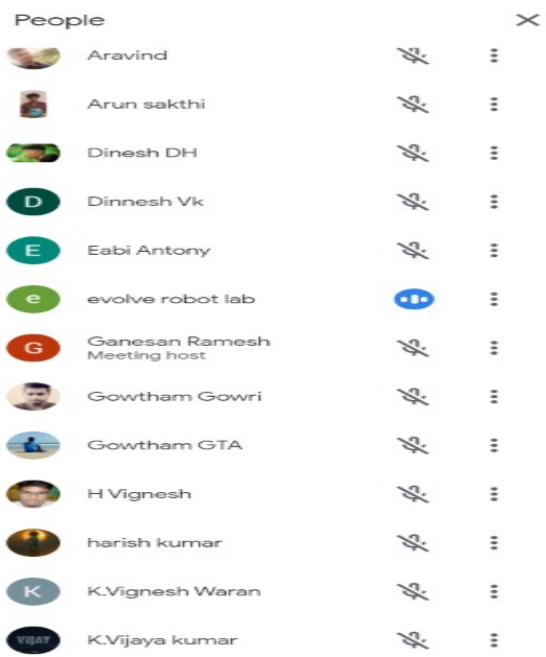 People
Aravind
Arun sakthi
Dinesh DH
D
Dinnesh Vk
E
Eabi Antony
e
evolve robot lab
G
Ganesan Ramesh
Meeting host
Gowtham Gowri
Gowtham GTA
H Vignesh
harish kumar
K
K.Vignesh Waran
VIJAY
K.Vijaya kumar